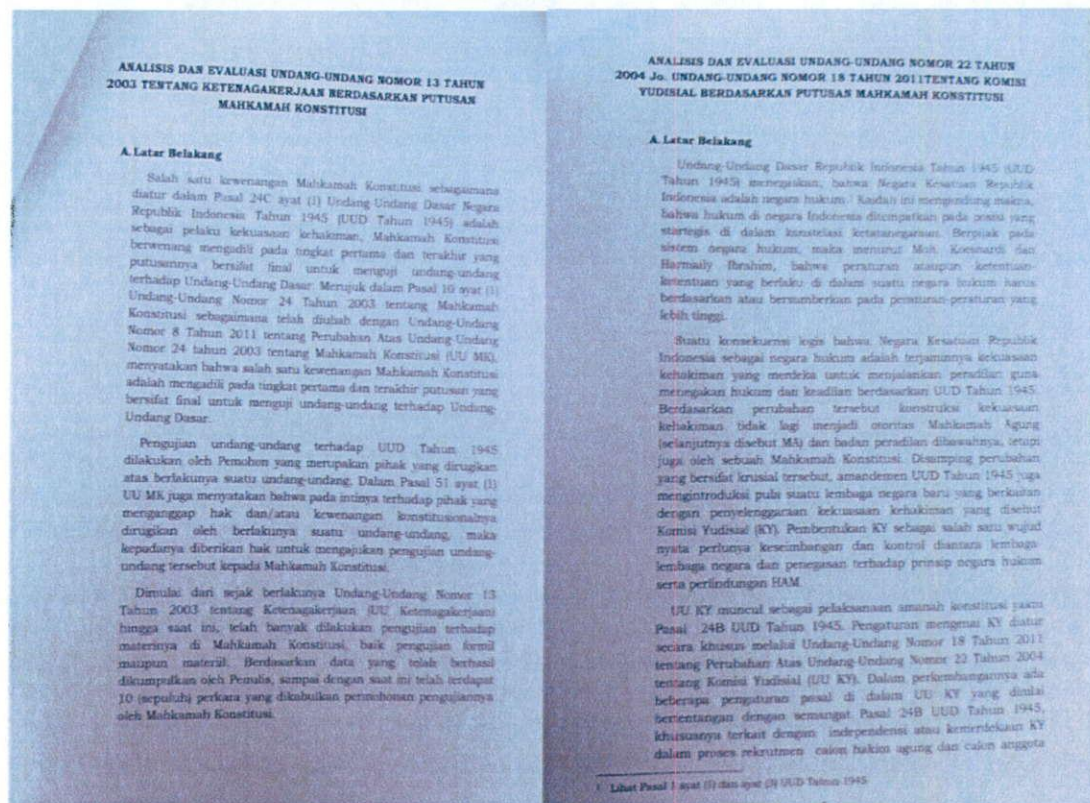 ANALISIS DAN EVALUASI UNDANG-UNDANG NOMOR 13 TAHUN
2003 TENTANG KETENAGAKERJAAN BERDASARKAN PUTUSAN
MAHKAMAH KONSTITUSI
A. Latar Belakang
Salah satu kewenangan Mahkamah Konstitusi sebagaimana
diatur dalam Pasal 24C ayat (1) Undang-Undang Dasar Negara
Republik Indonesia Tahun 1945 (UUD Tahun 1945) adalah
sebagai pelaku kekuasaan kehakiman, Mahkamah Konstitusi
berwenang mengadili pada tingkat pertama dan terakhir yang
putusannya bersifat final untuk menguji undang-undang
terhadap Undang-Undang Dasar. Merujuk dalam Pasal 10 ayat (1)
Undang-Undang Nomor 24 Tahun 2003 tentang Mahkamah
Konstitusi sebagaimana telah diubah dengan Undang-Undang
Nomor 8 Tahun 2011 tentang Perubahan Atas Undang-Undang
Nomor 24 tahun 2003 tentang Mahkamah Konstitusi (UU MK),
menyatakan bahwa salah satu kewenangan Mahkamah Konstitusi
adalah mengadili pada tingkat pertama dan terakhir putusan yang
bersifat final untuk menguji undang-undang terhadap Undang-
Undang Dasar.
Pengujian undang-undang terhadap UUD Tahun 1945
dilakukan oleh Pemohon yang merupakan pihak yang dirugikan
atas berlakunya suatu undang-undang. Dalam Pasal 51 ayat (1)
UU MK juga menyatakan bahwa pada intinya terhadap pihak yang
menganggap hak dan/atau kewenangan konstitusionalnya
dirugikan oleh berlakunya suatu undang-undang, maka
kepadanya diberikan hak untuk mengajukan pengujian undang-
undang tersebut kepada Mahkamah Konstitusi.
Dimulai dari sejak berlakunya Undang-Undang Nomor 13
Tahun 2003 tentang Ketenagakerjaan (UU Ketenagakerjaan)
hingga saat ini, telah banyak dilakukan pengujian terhadap
materinya di Mahkamah Konstitusi, baik pengujian formil
maupun materiil. Berdasarkan data yang telah berhasil
dikumpulkan oleh Penulis, sampai dengan saat ini telah terdapat
10 (sepuluh) perkara yang dikabulkan permohonan pengujiannya
oleh Mahkamah Konstitusi.
ANALISIS DAN EVALUASI UNDANG-UNDANG NOMOR 22 TAHUN
2004 Jo. UNDANG-UNDANG NOMOR 18 TAHUN 2011TENTANG KOMISI
YUDISIAL BERDASARKAN PUTUSAN MAHKAMAH KONSTITUSI
A. Latar Belakang
Undang-Undang Dasar Republik Indonesia Tahun 1945 (UUD
Tahun 1945) menegaskan, bahwa Negara Kesatuan Republik
Indonesia adalah negara hukum. Kaidah ini mengandung makna,
bahwa hukum di negara Indonesia ditempatkan pada posisi yang
startegis di dalam konstelasi ketatanegaraan. Berpijak pada
sistem negara hukum, maka menurut Moh. Koesnardi dan
Harmaily Ibrahim, bahwa peraturan ataupun ketentuan-
ketentuan yang berlaku di dalam suatu negara hukum harus
berdasarkan atau bersumberkan pada peraturan-peraturan yang
lebih tinggi.
Suatu konsekuensi logis bahwa Negara Kesatuan Republik
Indonesia sebagai negara hukum adalah terjaminnya kekuasaan
kehakiman yang merdeka untuk menjalankan peradilan guna
menegakan hukum dan keadilan berdasarkan UUD Tahun 1945.
Berdasarkan perubahan tersebut konstruksi kekuasaan
kehakiman tidak lagi menjadi otoritas Mahkamah Agung
(selanjutnya disebut MA) dan badan peradilan dibawahnya, tetapi
juga oleh sebuah Mahkamah Konstitusi. Disamping perubahan
yang bersifat krusial tersebut, amandemen UUD Tahun 1945 juga
mengintroduksi pula suatu lembaga negara baru yang berkaitan
dengan penyelenggaraan kekuasaan kehakiman yang disebut
Komisi Yudisial (KY). Pembentukan KY sebagai salah satu wujud
nyata perlunya keseimbangan dan kontrol diantara lembaga-
lembaga negara dan penegasan terhadap prinsip negara hukum
serta perlindungan HAM.
UU KY muncul sebagai pelaksanaan amanah konstitusi yakni
Pasal 24B UUD Tahun 1945. Pengaturan mengenai KY diatur
secara khusus melalui Undang-Undang Nomor 18 Tahun 2011
tentang Perubahan Atas Undang-Undang Nomor 22 Tahun 2004
tentang Komisi Yudisial (UU KY). Dalam perkembangannya ada
beberapa pengaturan pasal di dalam UU KY yang dinilai
bertentangan dengan semangat Pasal 24B UUD Tahun 1945,
khususnya terkait dengan independensi atau kemerdekaan KY
dalam proses rekrutmen calon hakim agung dan calon anggota
Lihat Pasal 1 ayat (1) dan ayat (3) UUD Tahun 1945